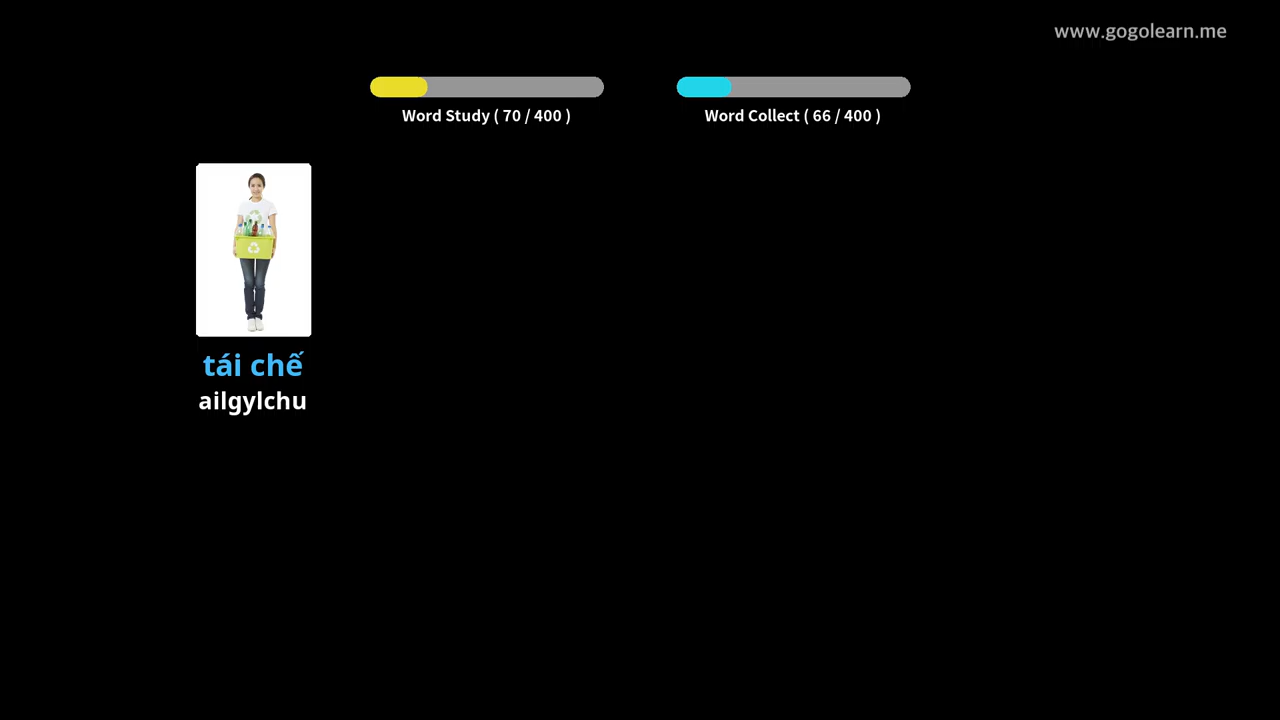 www.gogolearn.me
Word Study ( 70 / 400 )
Word Collect ( 66 / 400 )
tái chế
ailgylchu